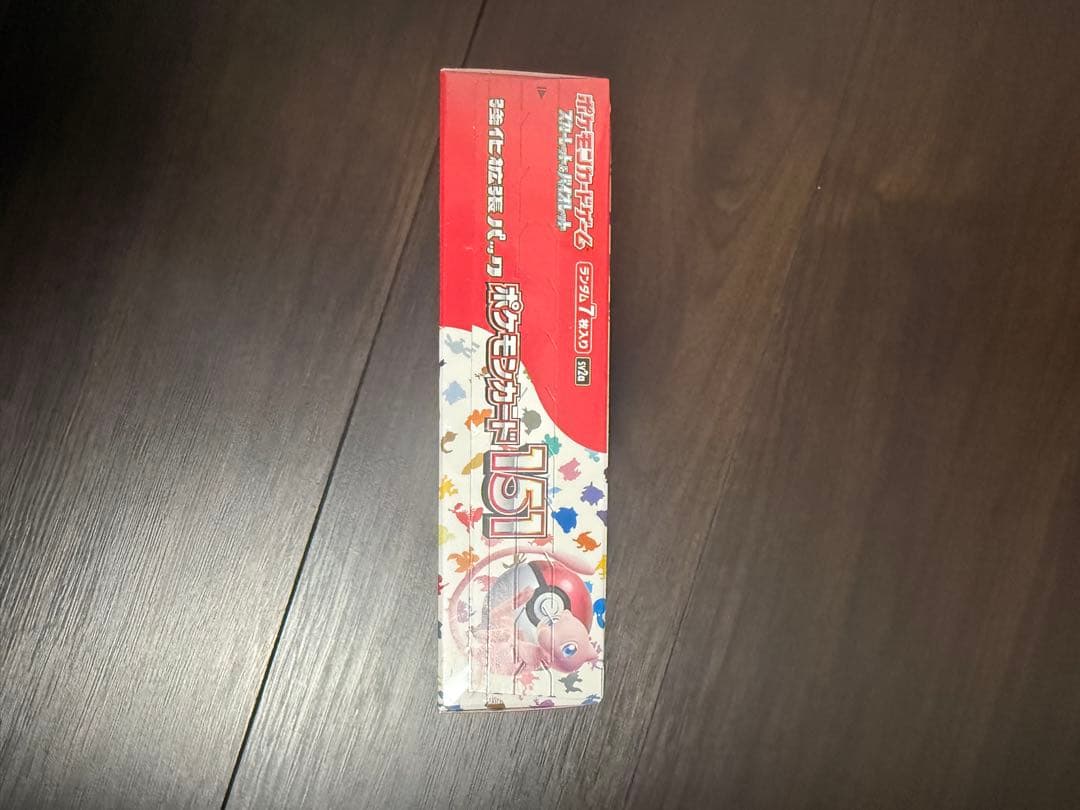 ポケモンカードゲーム
スカーレット&バイオレット
ランダム7枚入り
sv2a
強化拡張パック
ポケモンカード151